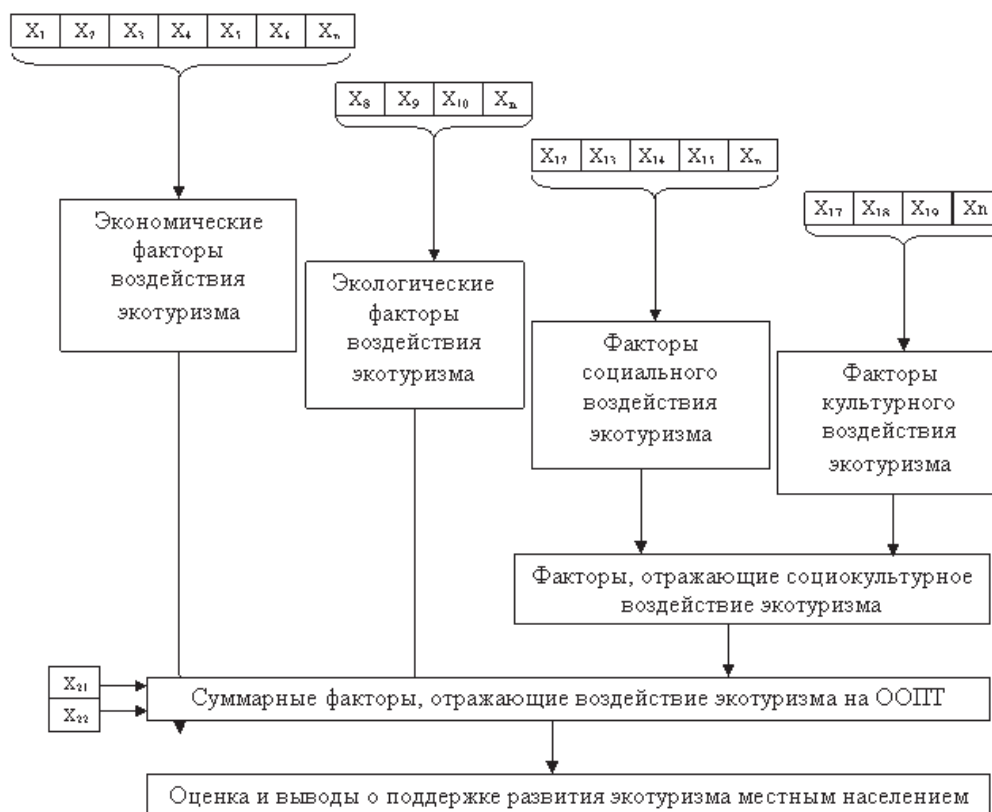 X₁ X₂ X₃ X₄ X₅ X₆ Xₙ
X₈ X₉ X₁₀ Xₙ
X₁₂ X₁₃ X₁₄ X₁₅ Xₙ
X₁₇ X₁₈ X₁₉ Xn
Экономические
факторы
воздействия
экотуризма
Экологические
факторы
воздействия
экотуризма
Факторы
социального
воздействия
экотуризма
Факторы
культурного
воздействия
экотуризма
Факторы, отражающие социокультурное
воздействие экотуризма
X₂₁
X₂₂
Суммарные факторы, отражающие воздействие экотуризма на ООПТ
Оценка и выводы о поддержке развития экотуризма местным населением